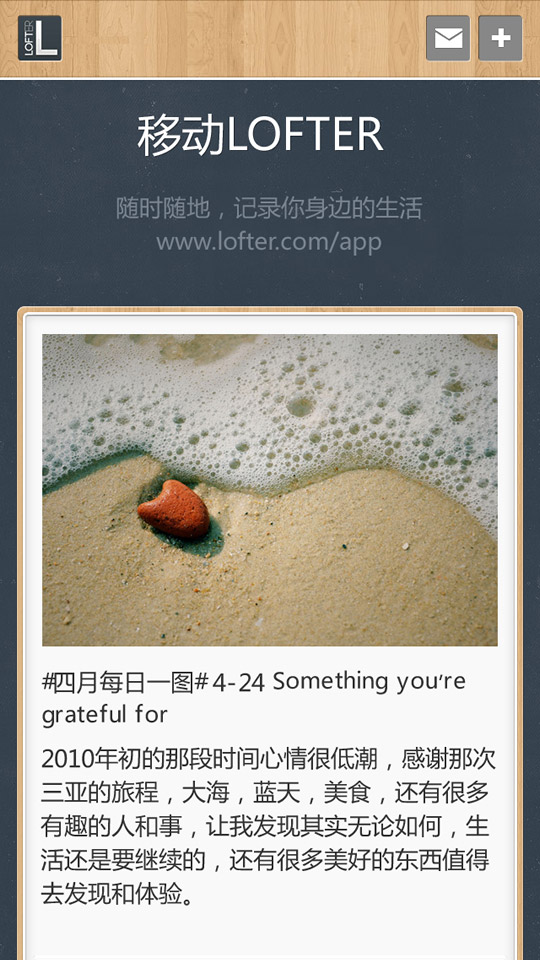 LOFTER
L
移动LOFTER
随时随地，记录你身边的生活
www.lofter.com/app
#四月每日一图# 4-24 Something you're
grateful for
2010年初的那段时间心情很低潮，感谢那次
三亚的旅程，大海，蓝天，美食，还有很多
有趣的人和事，让我发现其实无论如何，生
活还是要继续的，还有很多美好的东西值得
去发现和体验。